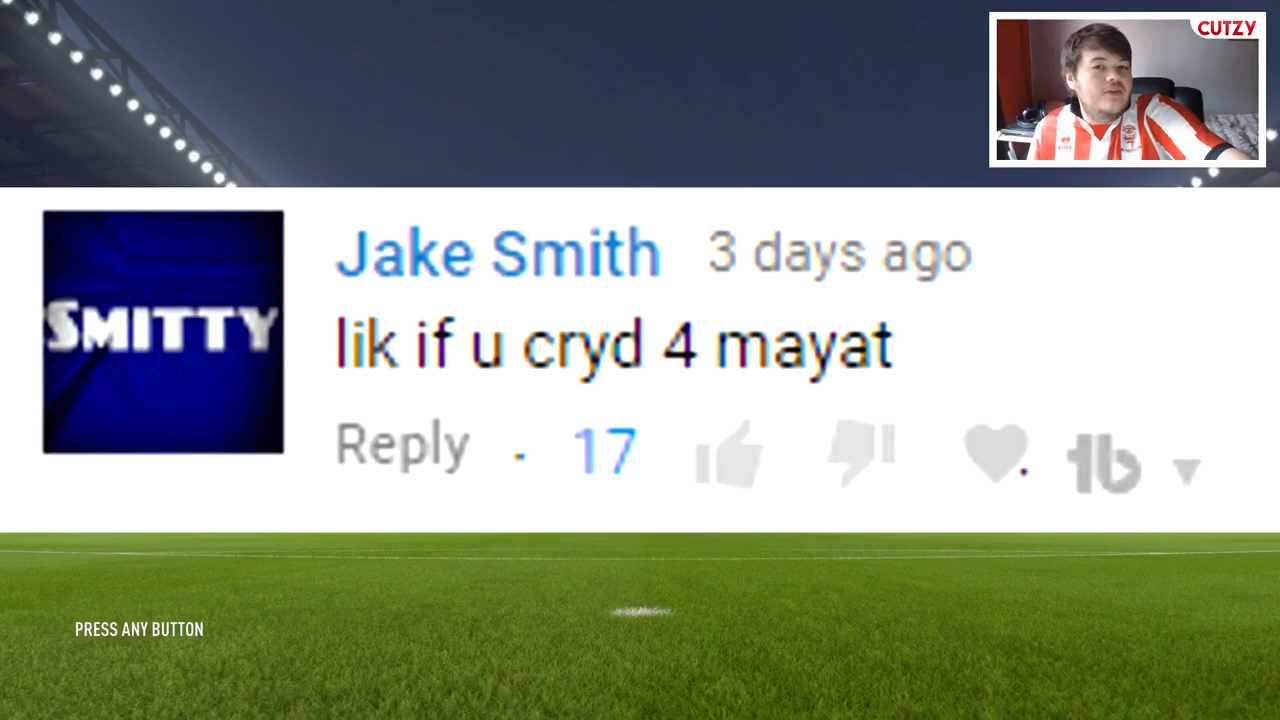 CUTZY
SMITTY
Jake Smith 3 days ago
lik if u cryd 4 mayat
Reply · 17
PRESS ANY BUTTON